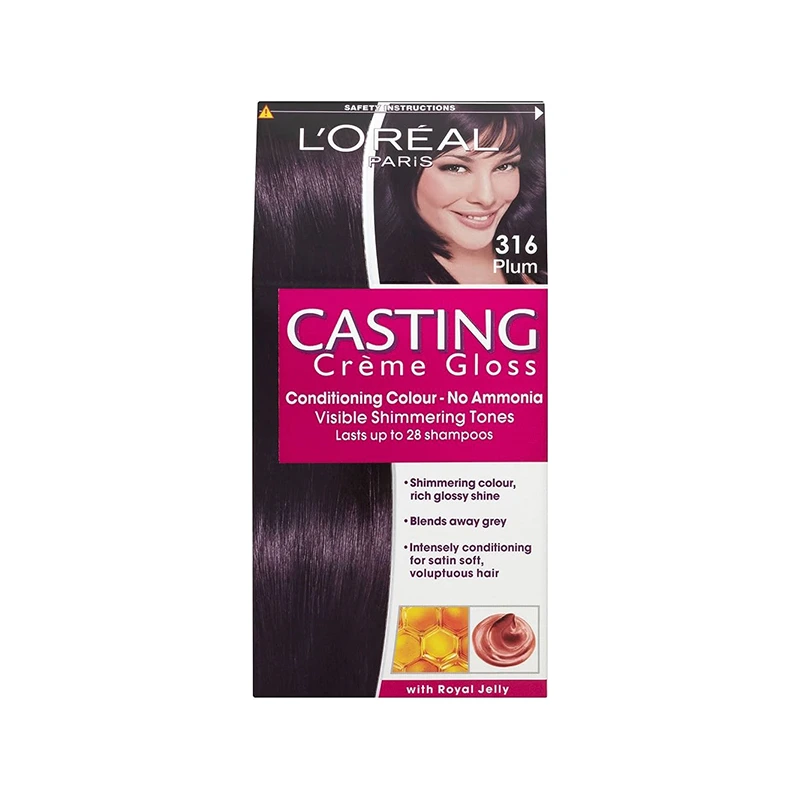 SAFETY INSTRUCTIONS
L'ORÉAL
PARiS
316
Plum
CASTING
Crème Gloss
Conditioning Colour - No Ammonia
Visible Shimmering Tones
Lasts up to 28 shampoos
• Shimmering colour,
rich glossy shine
• Blends away grey
• Intensely conditioning
for satin soft,
voluptuous hair
with Royal Jelly